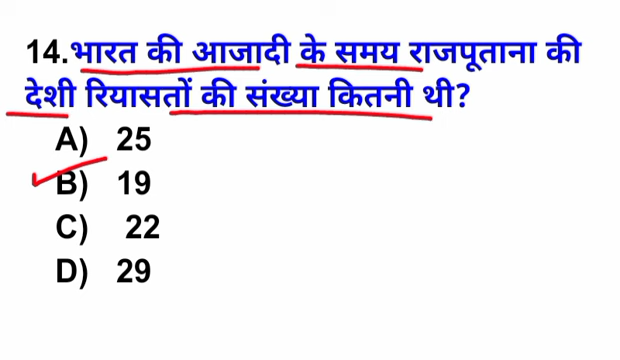 14.भारत की आजादी के समय राजपूताना की
देशी रियासतों की संख्या कितनी थी?
A) 25
B) 19
C) 22
D) 29